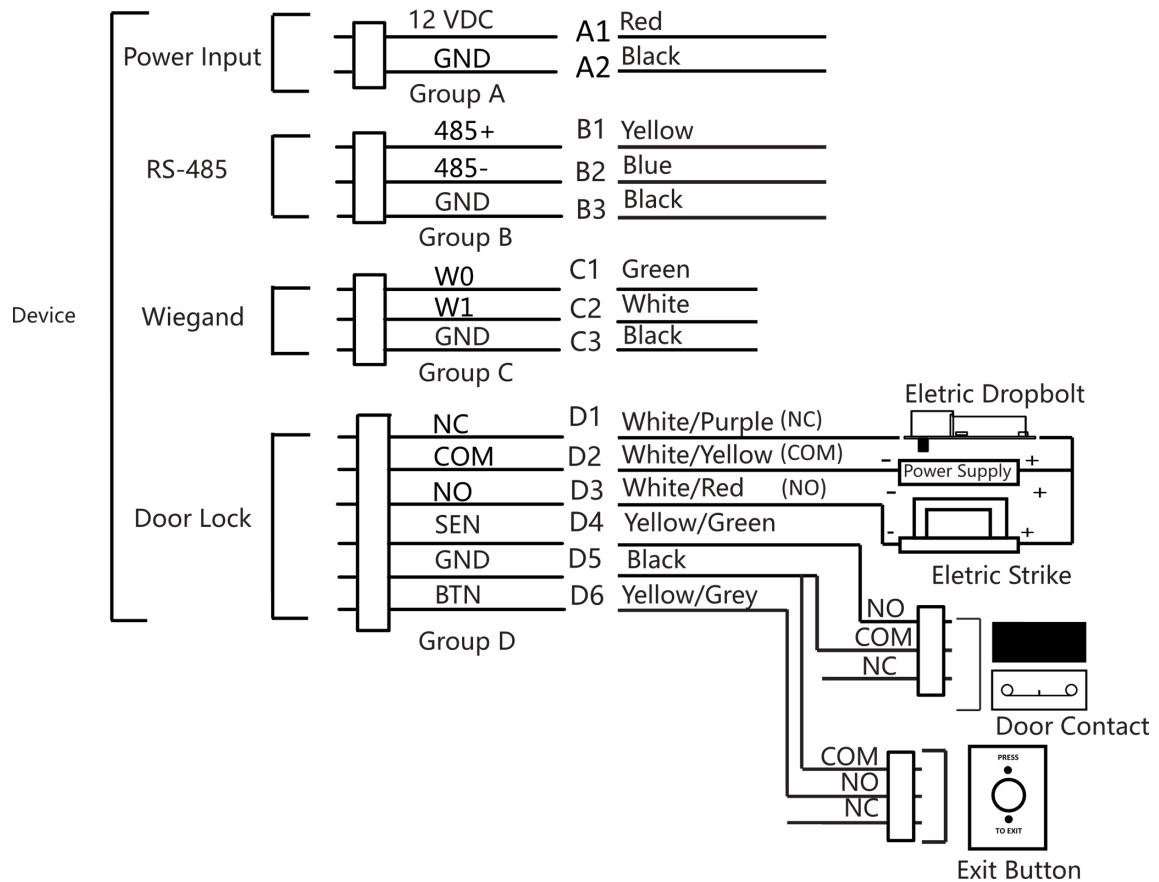 12 VDC A1 Red
Power Input
GND A2 Black
Group A
485+ B1 Yellow
RS-485
485- B2 Blue
GND B3 Black
Group B
W0 C1 Green
Device
Wiegand
W1 C2 White
GND C3 Black
Group C
Eletric Dropbolt
NC D1 White/Purple (NC)
COM D2 White/Yellow (COM) - Power Supply +
NO D3 White/Red (NO) - +
Door Lock
SEN D4 Yellow/Green - +
GND D5 Black
Eletric Strike
BTN D6 Yellow/Grey
Group D
NO
COM
NC
Door Contact
COM
NO
NC
PRESS
TO EXIT
Exit Button